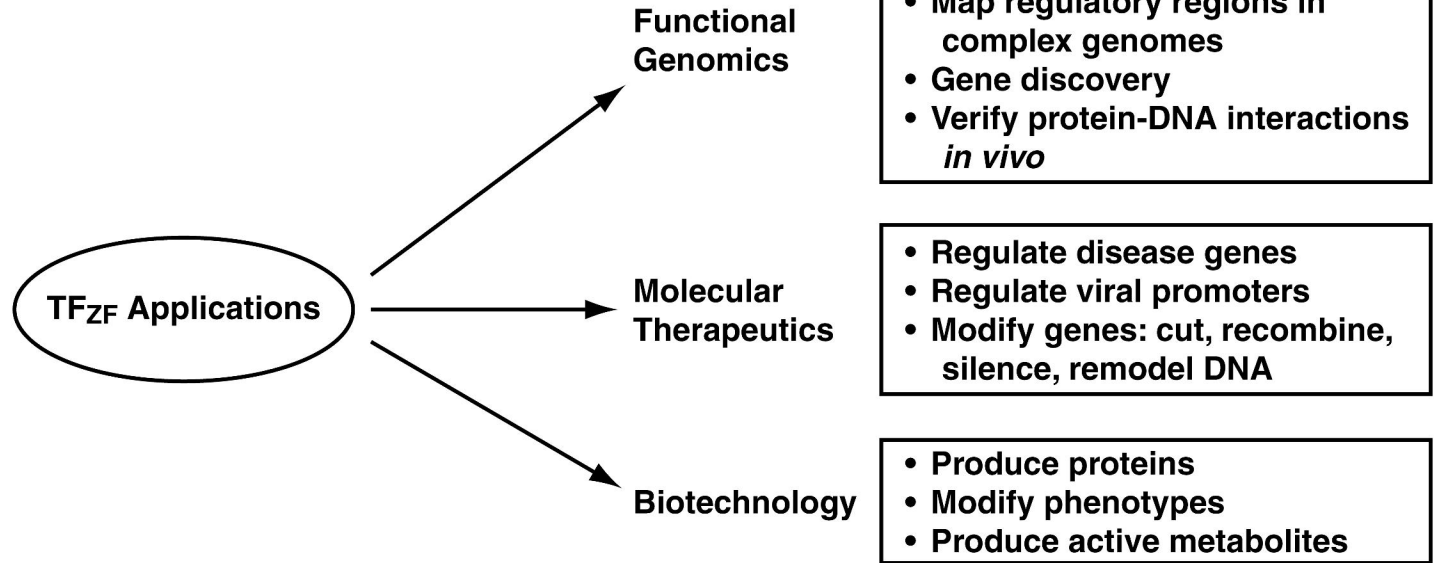 Functional
Genomics
• Map regulatory regions in
complex genomes
• Gene discovery
• Verify protein-DNA interactions
in vivo
TFZF Applications
Molecular
Therapeutics
• Regulate disease genes
• Regulate viral promoters
• Modify genes: cut, recombine,
silence, remodel DNA
Biotechnology
• Produce proteins
• Modify phenotypes
• Produce active metabolites